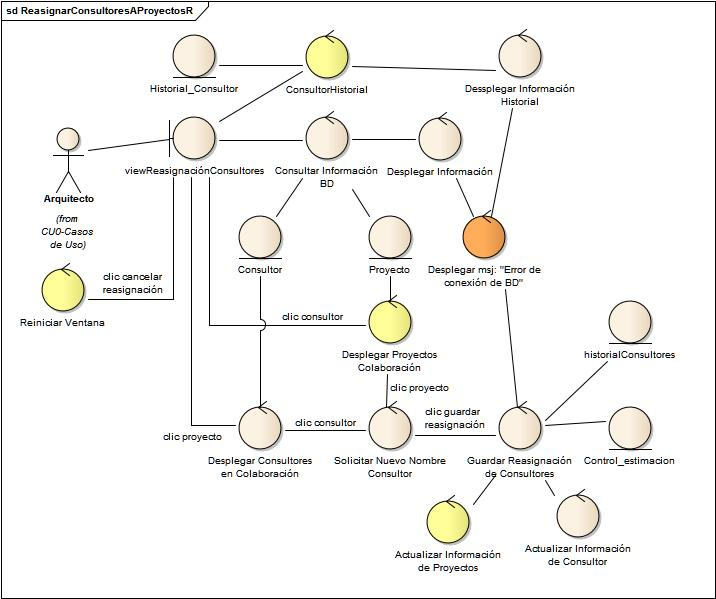 sd ReasignarConsultoresAProyectosR
Historial_Consultor
ConsultorHistorial
Dessplegar Información
Historial
viewReasignaciónConsultores
Consultar Información
BD
Desplegar Información
Arquitecto
(from
CU0-Casos
de Uso)
Consultor
Proyecto
Desplegar msj: "Error de
conexión de BD"
clic cancelar
reasignación
Reiniciar Ventana
clic consultor
Desplegar Proyectos
Colaboración
historialConsultores
clic proyecto
clic proyecto
clic consultor
clic guardar
reasignación
Desplegar Consultores
en Colaboración
Solicitar Nuevo Nombre
Consultor
Guardar Reasignación
de Consultores
Control_estimacion
Actualizar Información
de Proyectos
Actualizar Información
de Consultor